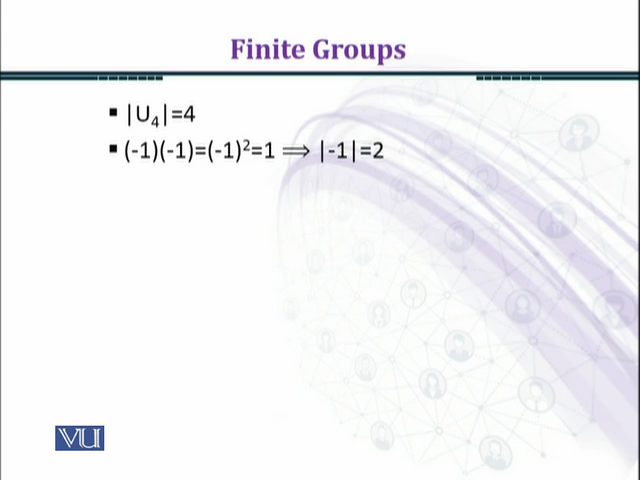 Finite Groups
▪ |U₄|=4
▪ (-1)(-1)=(-1)²=1 ⟹ |-1|=2
VU